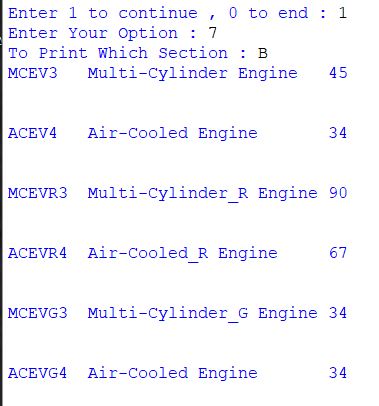 Enter 1 to continue , 0 to end : 1
Enter Your Option : 7
To Print Which Section : B
MCEV3 Multi-Cylinder Engine 45
ACEV4 Air-Cooled Engine 34
MCEVR3 Multi-Cylinder_R Engine 90
ACEVR4 Air-Cooled_R Engine 67
MCEVG3 Multi-Cylinder_G Engine 34
ACEVG4 Air-Cooled Engine 34